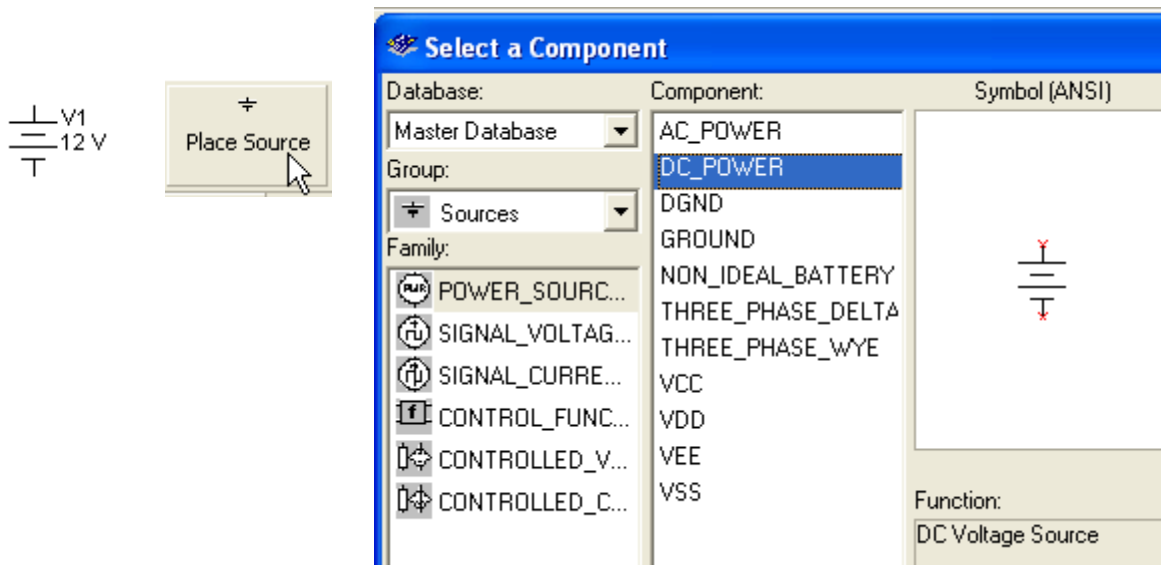 V1
12 V
Place Source
Select a Component
Database:
Master Database
Group:
Sources
Family:
POWER_SOURC...
SIGNAL_VOLTAG...
SIGNAL_CURRE...
CONTROL_FUNC...
CONTROLLED_V...
CONTROLLED_C...
Component:
AC_POWER
DC_POWER
DGND
GROUND
NON_IDEAL_BATTERY
THREE_PHASE_DELTA
THREE_PHASE_WYE
VCC
VDD
VEE
VSS
Symbol (ANSI)
Function:
DC Voltage Source